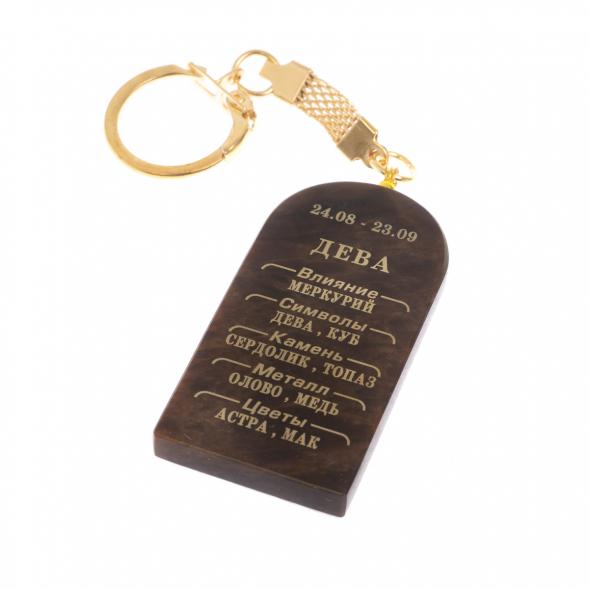 24.08 - 23.09
ДЕВА
Влияние
МЕРКУРИЙ
Символы
ДЕВА , КУБ
Камень
СЕРДОЛИК , ТОПАЗ
Металл
ОЛОВО , МЕДЬ
Цветы
АСТРА , МАК